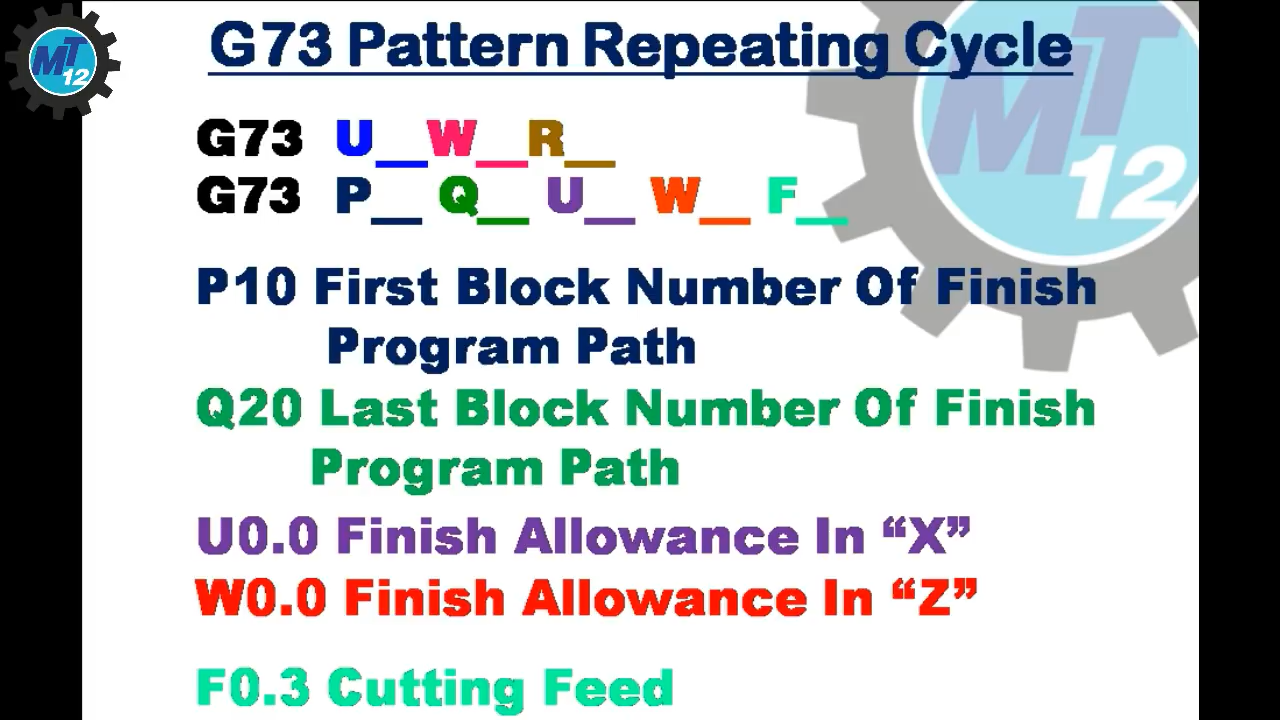 MT
12
G73 Pattern Repeating Cycle
MT
12
G73 U__W__R__
G73 P__ Q__ U__ W__ F__
P10 First Block Number Of Finish
Program Path
Q20 Last Block Number Of Finish
Program Path
U0.0 Finish Allowance In “X”
W0.0 Finish Allowance In “Z”
F0.3 Cutting Feed